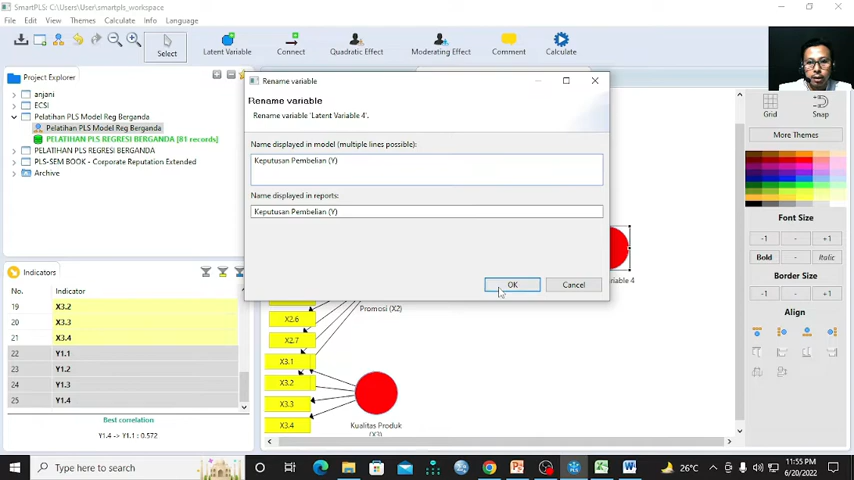 SmartPLS: C:\Users\User\smartpls_workspace
File Edit View Themes Calculate Info Language
Select
Latent Variable
Connect
Quadratic Effect
Moderating Effect
Comment
Calculate
Project Explorer
anjani
ECSI
Pelatihan PLS Model Reg Berganda
Pelatihan PLS Model Reg Berganda
PELATIHAN PLS REGRESI BERGANDA [81 records]
PELATIHAN PLS REGRESI BERGANDA
PLS-SEM BOOK - Corporate Reputation Extended
Archive
Indicators
No. Indicator
19 X3.2
20 X3.3
21 X3.4
22 Y1.1
23 Y1.2
24 Y1.3
25 Y1.4
Best correlation
Y1.4 -> Y1.1 : 0.572
Rename variable
Rename variable
Rename variable 'Latent Variable 4'.
Name displayed in model (multiple lines possible):
Keputusan Pembelian (Y)
Name displayed in reports:
Keputusan Pembelian (Y)
OK
Cancel
Promosi (X2)
X2.6
X2.7
X3.1
X3.2
X3.3
X3.4
Kualitas Produk
(X3)
Grid
Snap
More Themes
Font Size
-1 - +1
Bold - Italic
Border Size
-1 - +1
Align
Type here to search
26°C
11:55 PM
6/20/2022